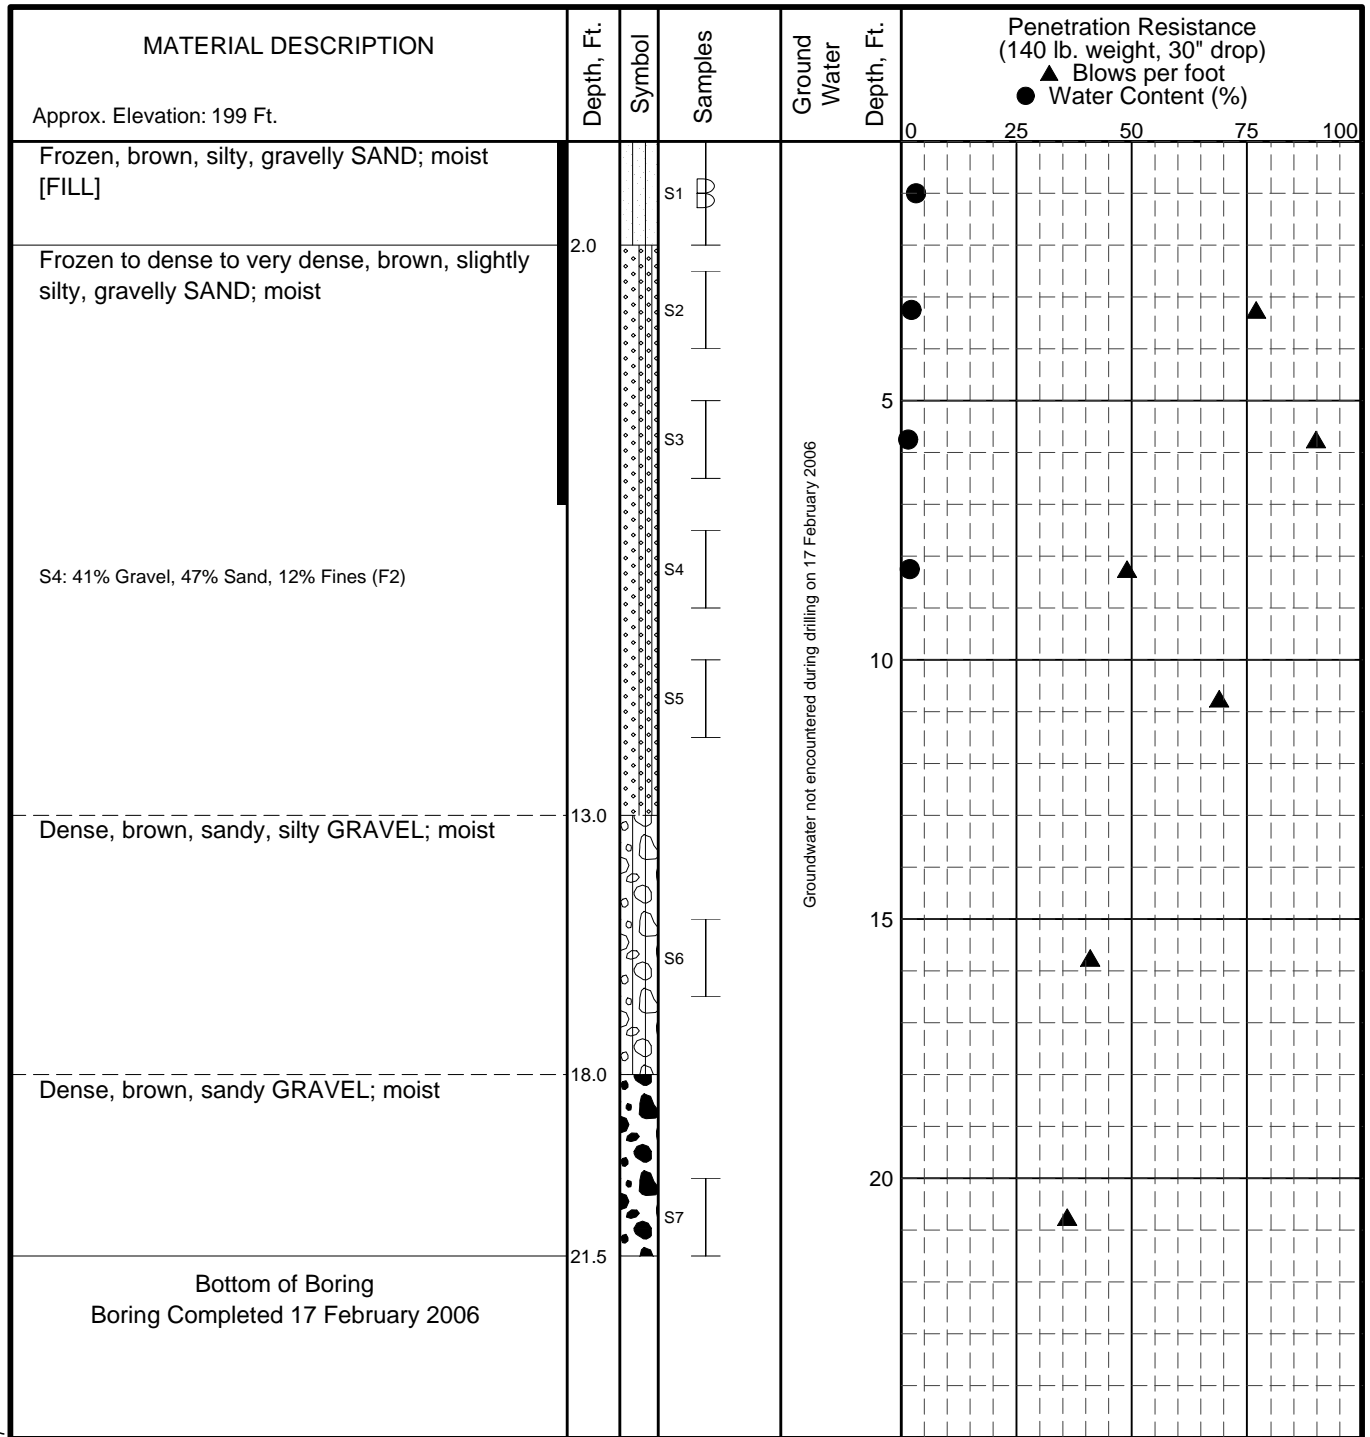 MATERIAL DESCRIPTION
Approx. Elevation: 199 Ft.
Depth, Ft.
Symbol
Samples
Ground
Water
Depth, Ft.
Penetration Resistance
(140 lb. weight, 30" drop)
▲ Blows per foot
● Water Content (%)
0 25 50 75 100
Frozen, brown, silty, gravelly SAND; moist
[FILL]
S1
2.0
Frozen to dense to very dense, brown, slightly
silty, gravelly SAND; moist
S2
5
S3
S4
S4: 41% Gravel, 47% Sand, 12% Fines (F2)
Groundwater not encountered during drilling on 17 February 2006
10
S5
13.0
Dense, brown, sandy, silty GRAVEL; moist
15
S6
18.0
Dense, brown, sandy GRAVEL; moist
20
S7
21.5
Bottom of Boring
Boring Completed 17 February 2006